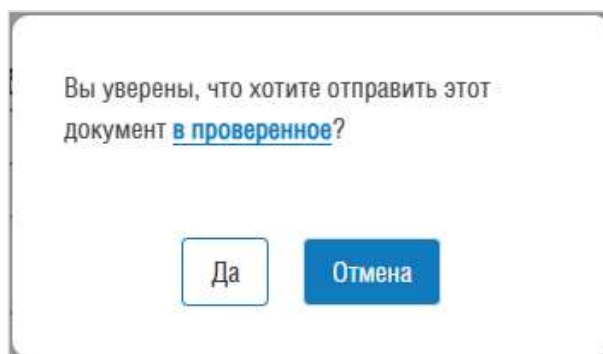 Вы уверены, что хотите отправить этот
документ в проверенное?
Да
Отмена